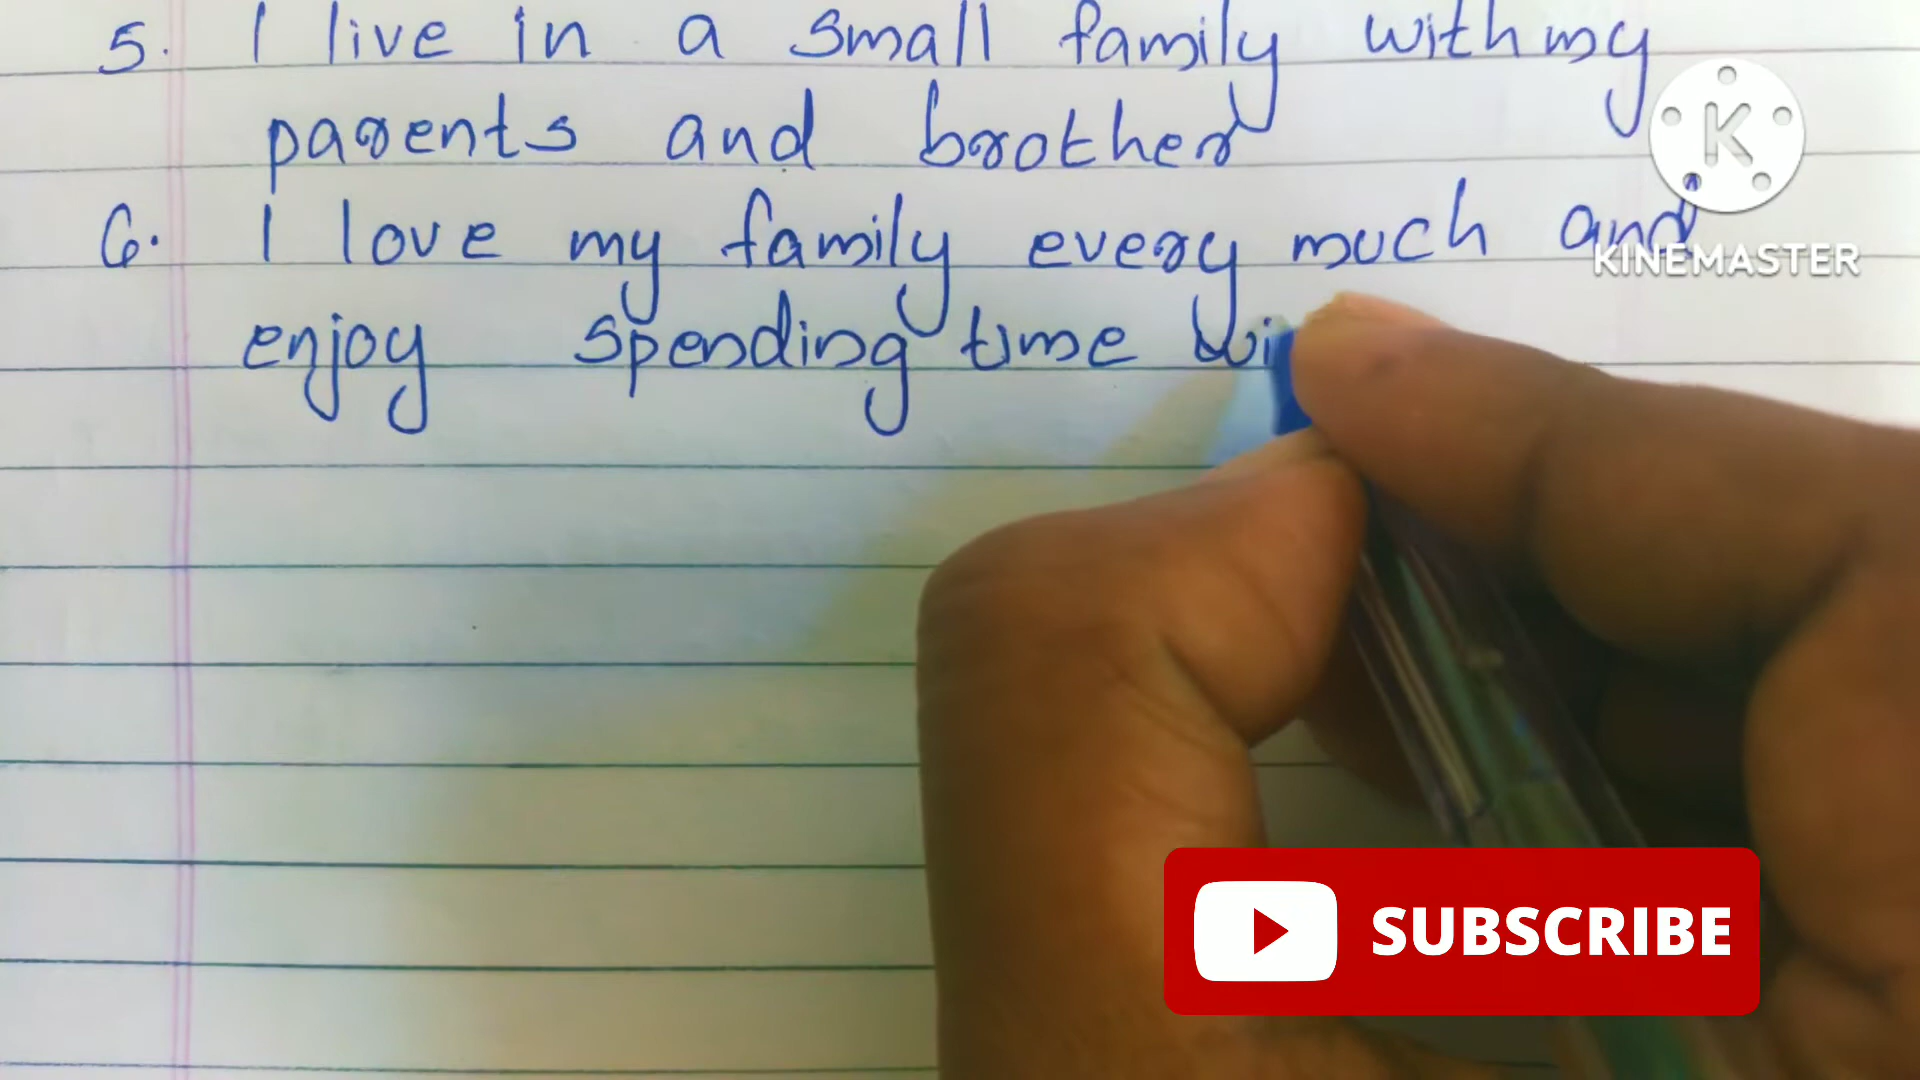 5. I live in a small family with my
parents and brother
6. I love my family every much and
enjoy spending time wi
KINEMASTER
SUBSCRIBE